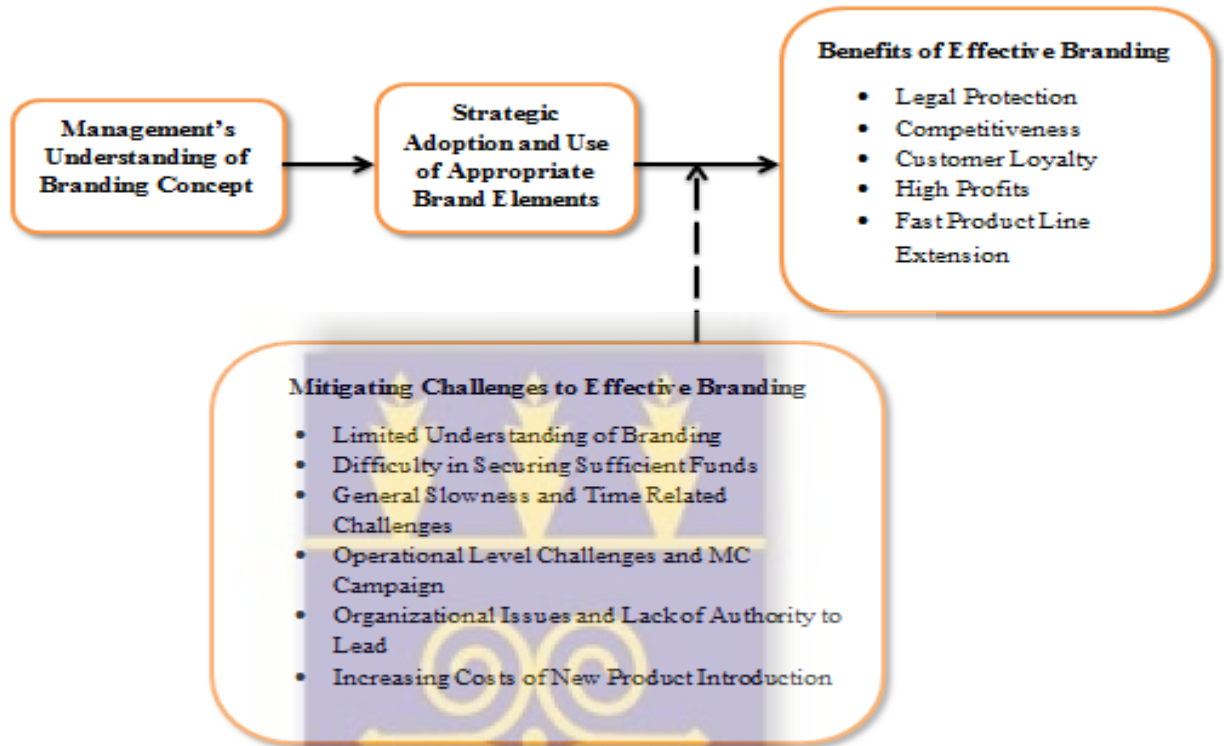 Management's
Understanding of
Branding Concept
Strategic
Adoption and Use
of Appropriate
Brand Elements
Benefits of Effective Branding
• Legal Protection
• Competitiveness
• Customer Loyalty
• High Profits
• Fast Product Line
Extension
Mitigating Challenges to Effective Branding
• Limited Understanding of Branding
• Difficulty in Securing Sufficient Funds
• General Slowness and Time Related
Challenges
• Operational Level Challenges and MC
Campaign
• Organizational Issues and Lack of Authority to
Lead
• Increasing Costs of New Product Introduction